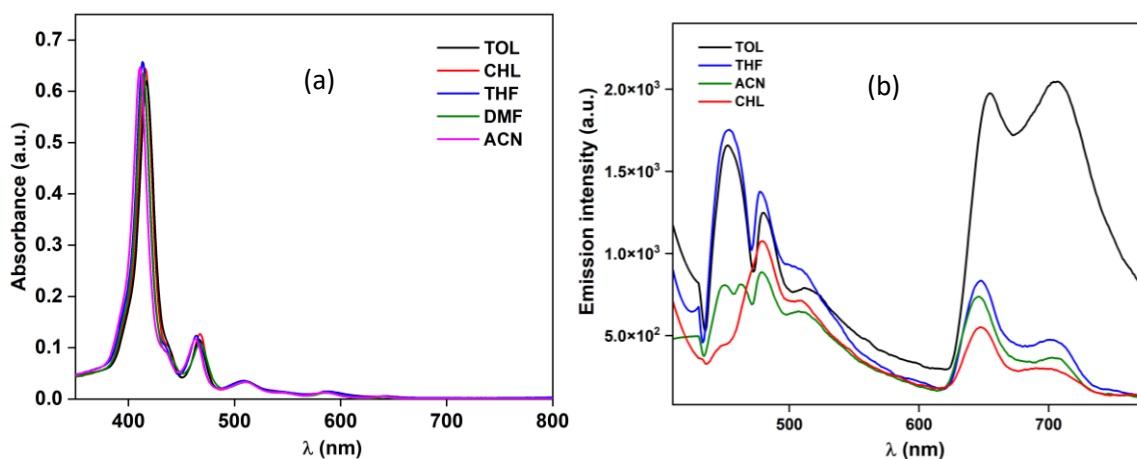 0.7
0.6
0.5
0.4
0.3
0.2
0.1
0.0
Absorbance (a.u.)
400 500 600 700 800
λ (nm)
(a)
TOL
CHL
THF
DMF
ACN
2.0×10³
1.5×10³
1.0×10³
5.0×10²
Emission intensity (a.u.)
500 600 700
λ (nm)
TOL
THF
ACN
CHL
(b)